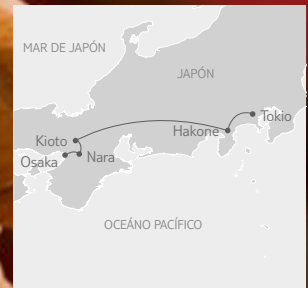 MAR DE JAPÓN
JAPÓN
Tokio
Hakone
Kioto
Nara
Osaka
OCEÁNO PACÍFICO